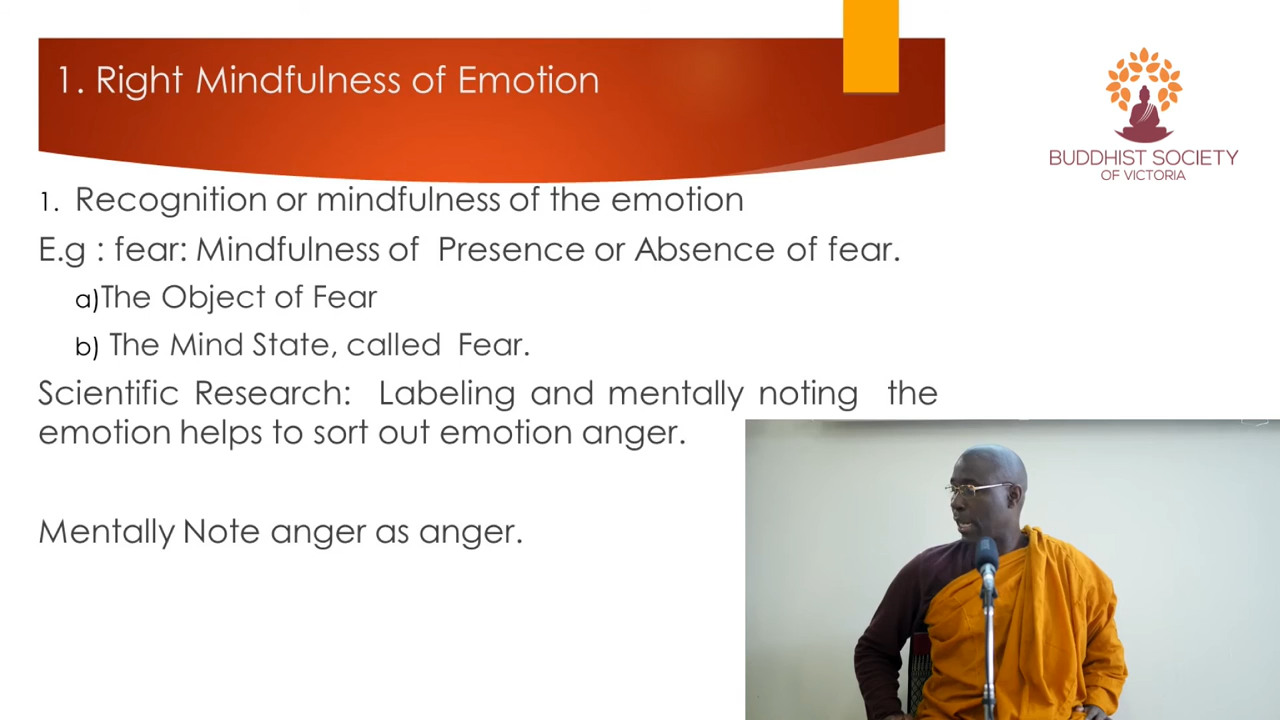 1. Right Mindfulness of Emotion
BUDDHIST SOCIETY
OF VICTORIA
1. Recognition or mindfulness of the emotion
E.g : fear: Mindfulness of Presence or Absence of fear.
a)The Object of Fear
b) The Mind State, called Fear.
Scientific Research: Labeling and mentally noting the
emotion helps to sort out emotion anger.
Mentally Note anger as anger.